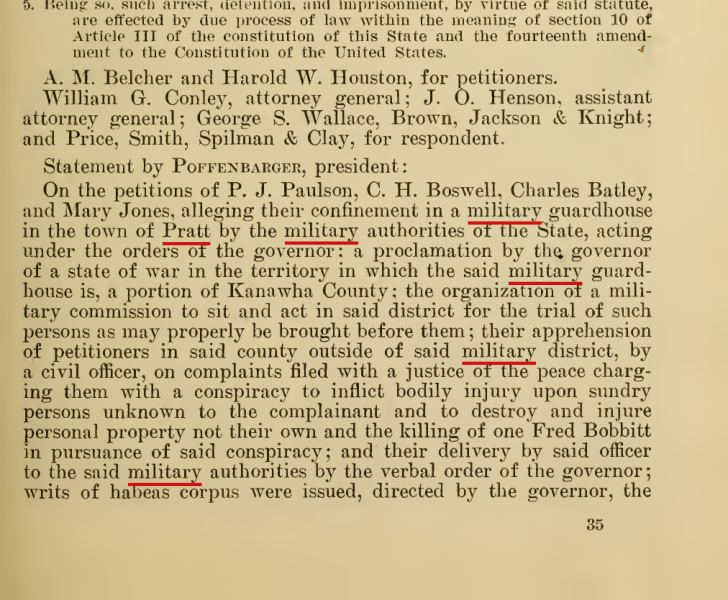 5. Being so, such arrest, detention, and imprisonment, by virtue of said statute,
are effected by due process of law within the meaning of section 10 of
Article III of the constitution of this State and the fourteenth amend-
ment to the Constitution of the United States.
A. M. Belcher and Harold W. Houston, for petitioners.
William G. Conley, attorney general; J. O. Henson, assistant
attorney general; George S. Wallace, Brown, Jackson & Knight;
and Price, Smith, Spilman & Clay, for respondent.
Statement by POFFENBARGER, president:
On the petitions of P. J. Paulson, C. H. Boswell, Charles Batley,
and Mary Jones, alleging their confinement in a military guardhouse
in the town of Pratt by the military authorities of the State, acting
under the orders of the governor: a proclamation by the governor
of a state of war in the territory in which the said military guard-
house is, a portion of Kanawha County; the organization of a mili-
tary commission to sit and act in said district for the trial of such
persons as may properly be brought before them; their apprehension
of petitioners in said county outside of said military district, by
a civil officer, on complaints filed with a justice of the peace charg-
ing them with a conspiracy to inflict bodily injury upon sundry
persons unknown to the complainant and to destroy and injure
personal property not their own and the killing of one Fred Bobbitt
in pursuance of said conspiracy; and their delivery by said officer
to the said military authorities by the verbal order of the governor;
writs of habeas corpus were issued, directed by the governor, the
35